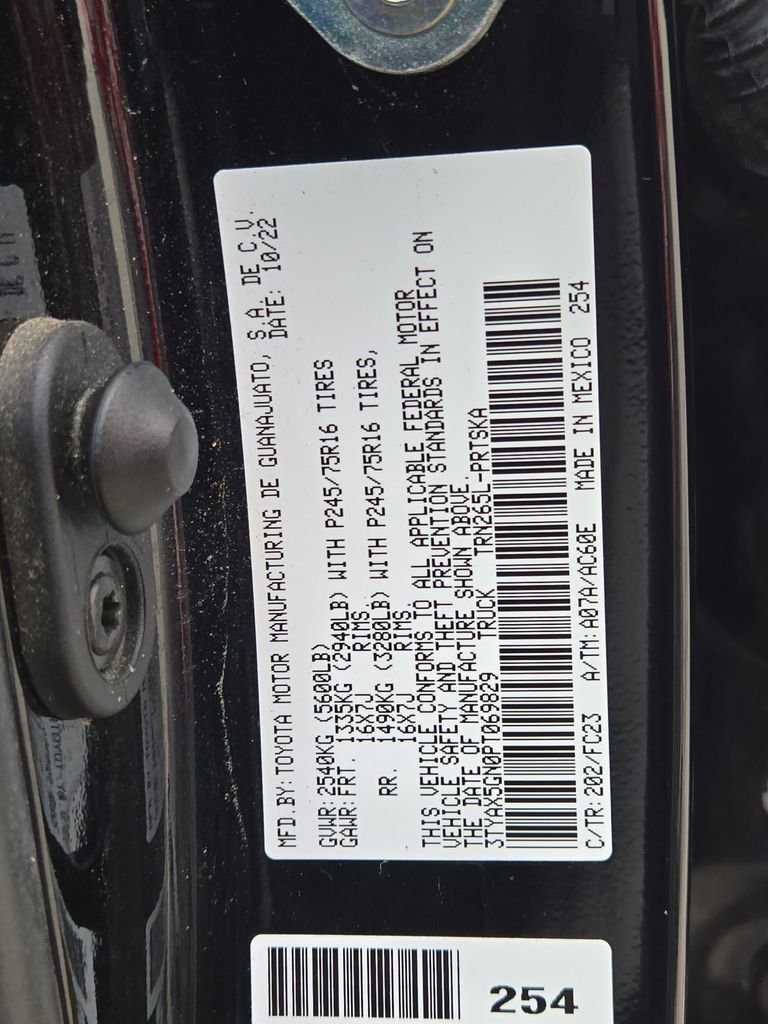 MFD.BY: TOYOTA MOTOR MANUFACTURING DE GUANAJUATO, S.A. DE C.V.
DATE: 10/22
GVWR: 2540KG (5600LB)
GAWR: FRT. 1335KG (2940LB) WITH P245/75R16 TIRES
16X7J RIMS.
RR. 1490KG (3280LB) WITH P245/75R16 TIRES,
16X7J RIMS.
THIS VEHICLE CONFORMS TO ALL APPLICABLE FEDERAL MOTOR
VEHICLE SAFETY AND THEFT PREVENTION STANDARDS IN EFFECT ON
THE DATE OF MANUFACTURE SHOWN ABOVE.
3TYAX5GN0PT069829 TRUCK TRN265L-PRTSKA
C/TR: 202/FC23 A/TM: A07A/AC60E MADE IN MEXICO 254
254